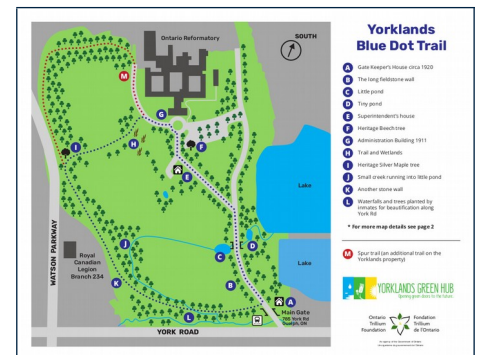 Yorklands
Blue Dot Trail
A Gate Keeper's House circa 1920
B The long fieldstone wall
C Little pond
D Tiny pond
E Superintendent's house
F Heritage Beech tree
G Administration Building 1911
H Trail and Wetlands
I Heritage Silver Maple tree
J Small creek running into little pond
K Another stone wall
L Waterfalls and trees planted by
inmates for beautification along
York Rd
* For more map details see page 2
M Spur trail (an additional trail on the
Yorklands property)
YORKLANDS GREEN HUB
Opening green doors to the future.
Ontario
Trillium
Foundation
Fondation
Trillium
de l'Ontario
Ontario Reformatory
SOUTH
M
G
H
I
F
E
Lake
WATSON PARKWAY
Royal
Canadian
Legion
Branch 234
J
C
D
Lake
K
B
A
L
Main Gate
785 York Rd
Guelph, ON
YORK ROAD